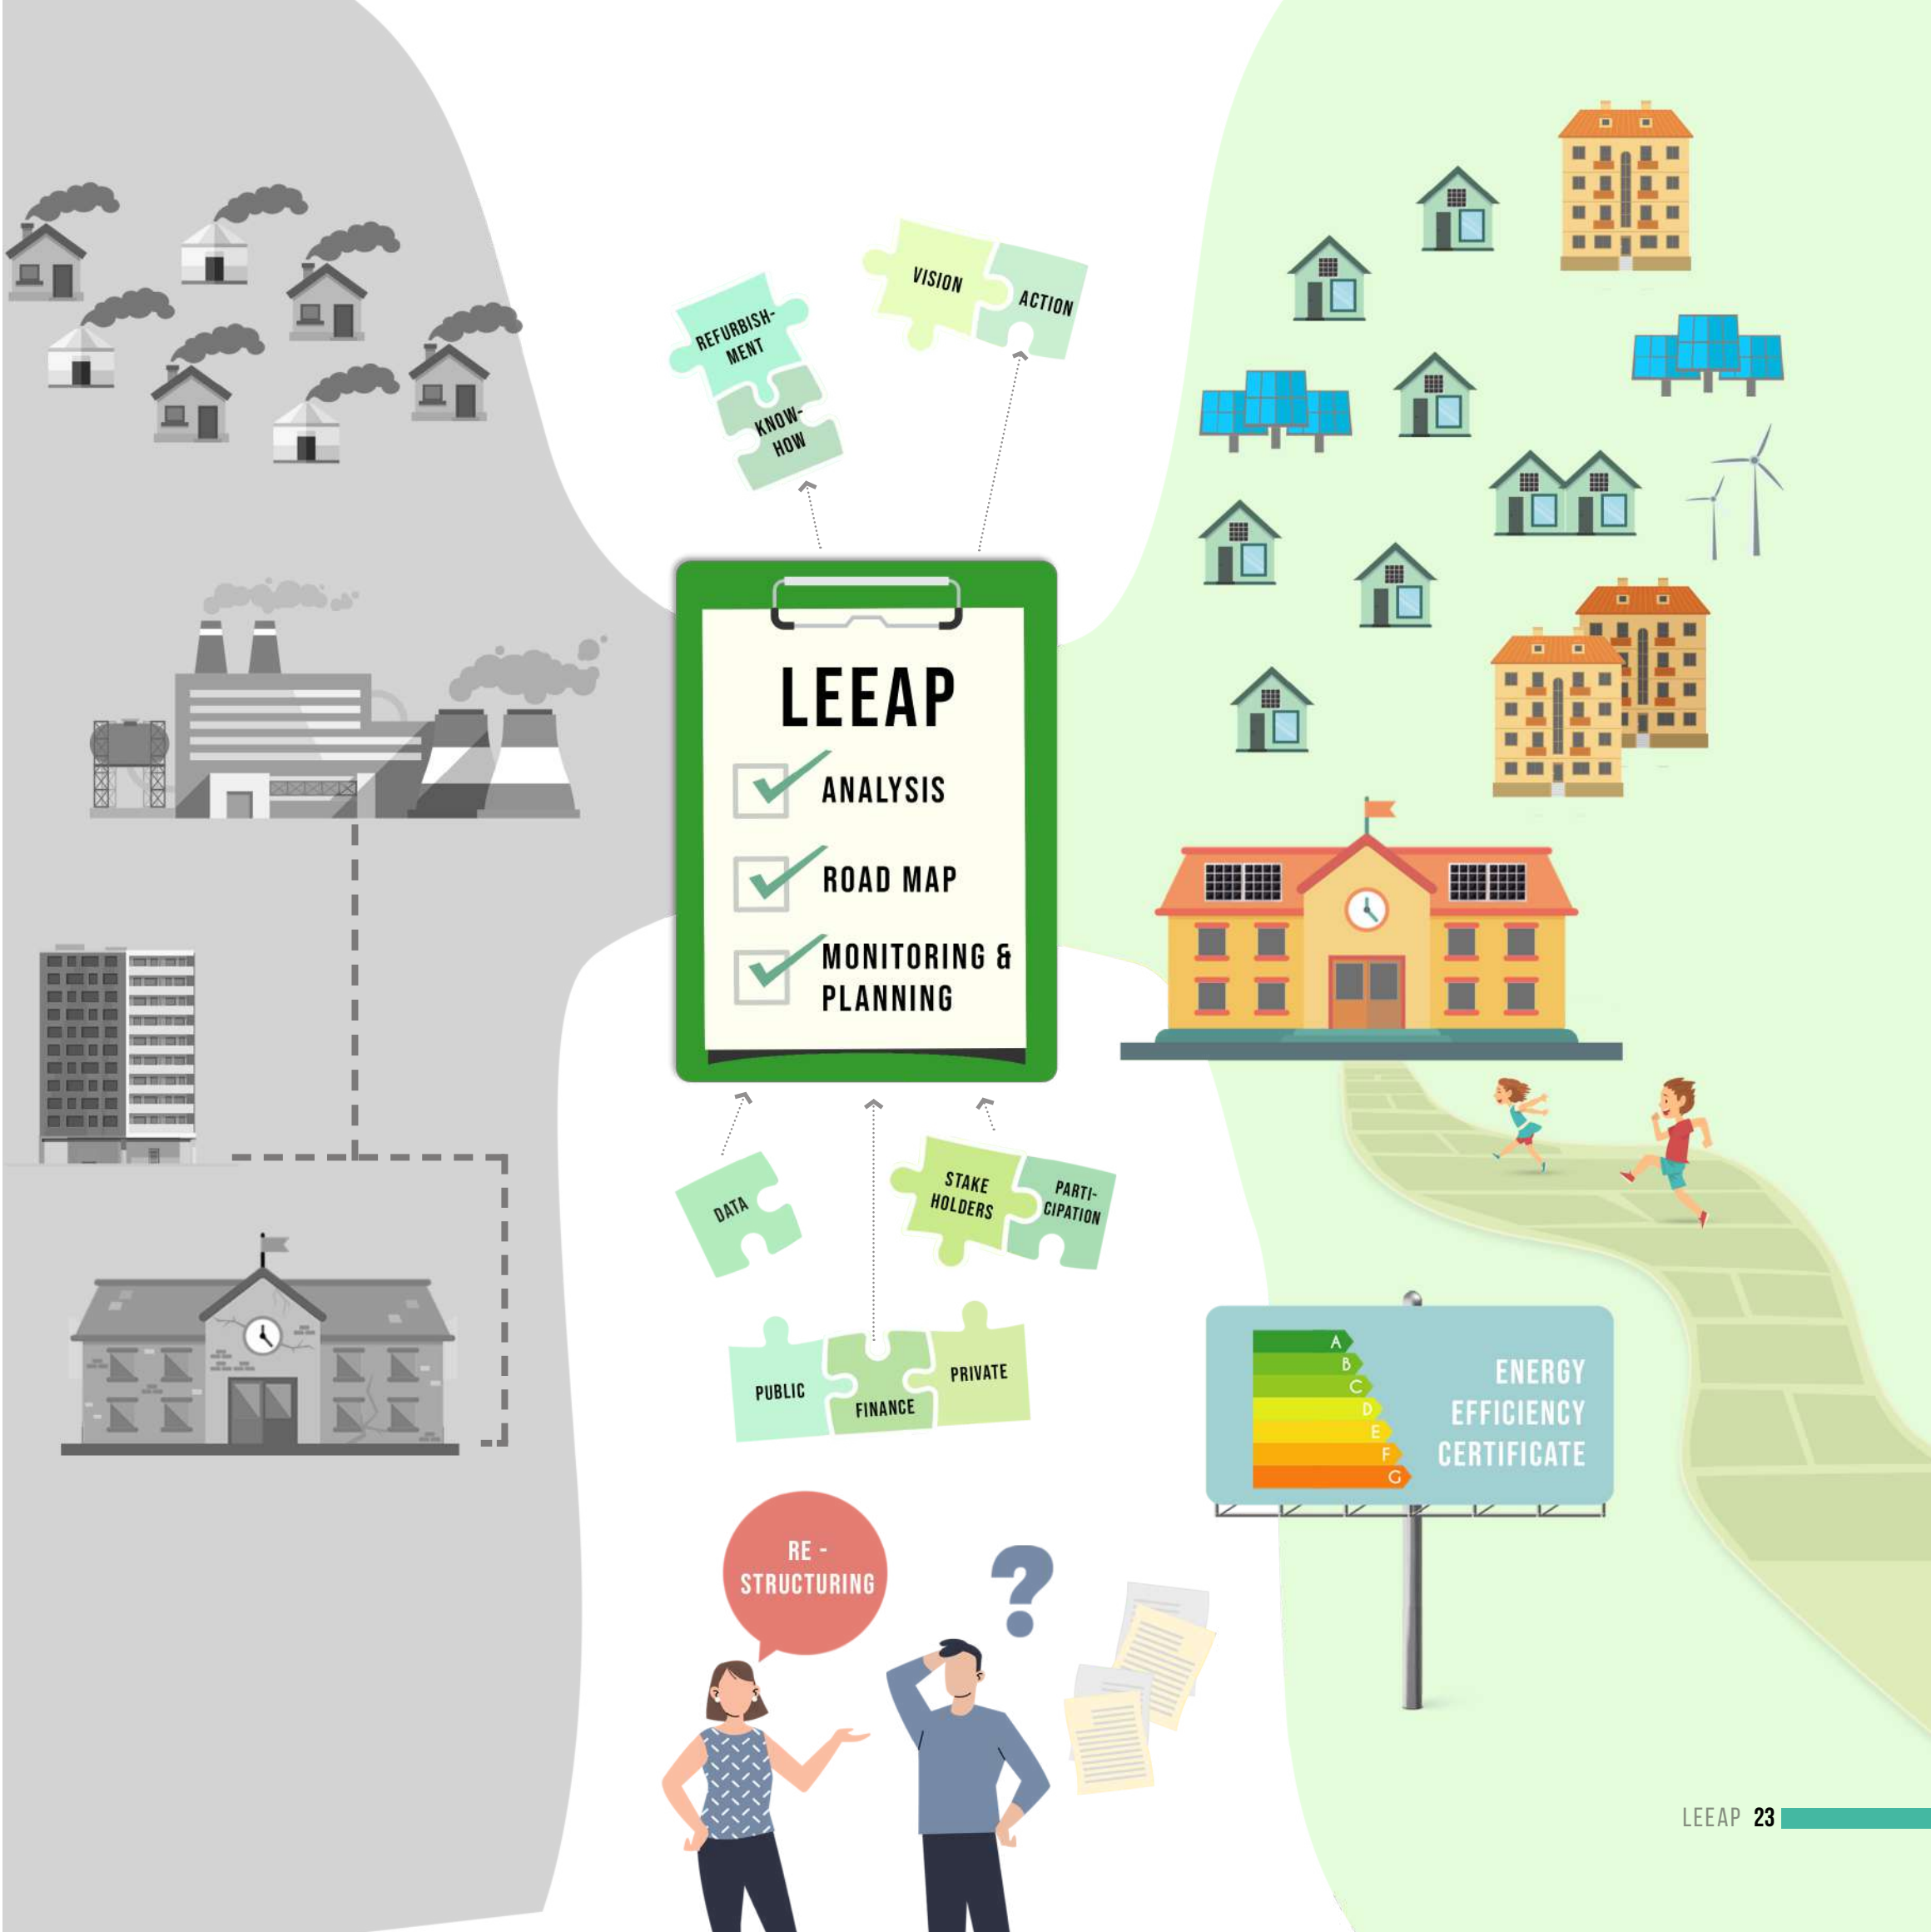 VISION
ACTION
REFURBISH-
MENT
KNOW-
HOW
LEEAP
ANALYSIS
ROAD MAP
MONITORING &
PLANNING
DATA
STAKE
HOLDERS
PARTI-
CIPATION
PUBLIC
FINANCE
PRIVATE
A
B
C
D
E
F
G
ENERGY
EFFICIENCY
CERTIFICATE
RE -
STRUCTURING
?
LEEAP 23